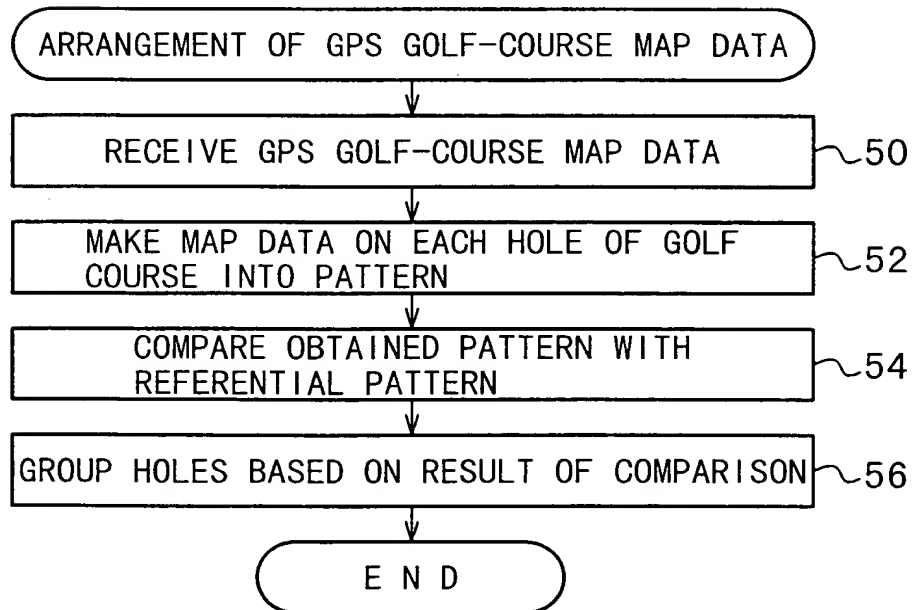 ARRANGEMENT OF GPS GOLF-COURSE MAP DATA
RECEIVE GPS GOLF-COURSE MAP DATA
50
MAKE MAP DATA ON EACH HOLE OF GOLF
COURSE INTO PATTERN
52
COMPARE OBTAINED PATTERN WITH
REFERENTIAL PATTERN
54
GROUP HOLES BASED ON RESULT OF COMPARISON
56
END